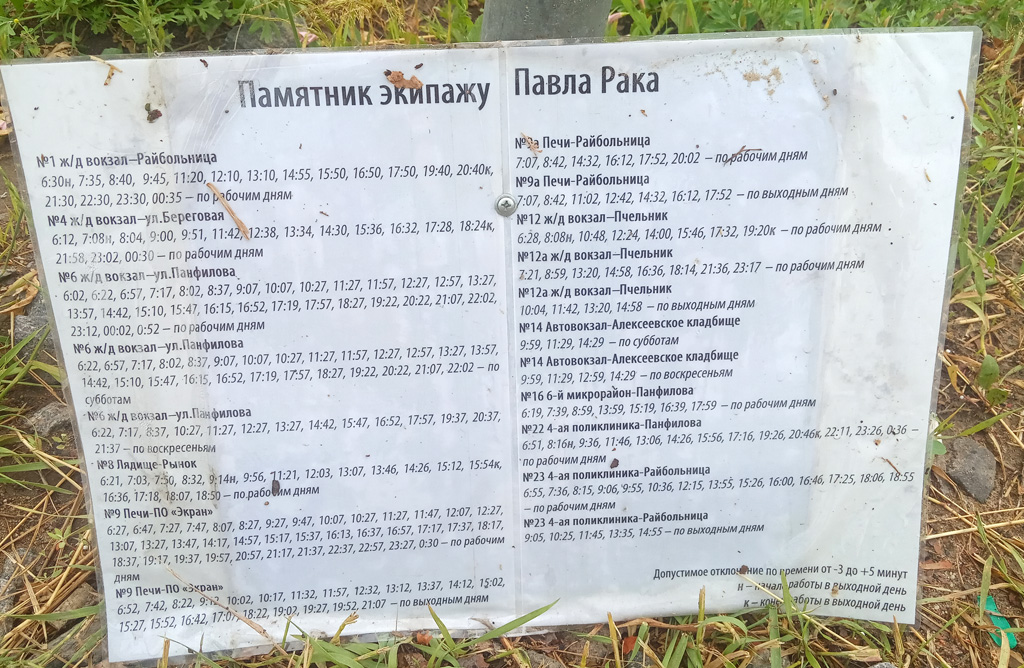 Памятник экипажу Павла Рака
№1 ж/д вокзал–Райбольница
6:30н, 7:35, 8:40, 9:45, 11:20, 12:10, 13:10, 14:55, 15:50, 16:50, 17:50, 19:40, 20:40к,
21:30, 22:30, 23:30, 00:35 – по рабочим дням
№4 ж/д вокзал–ул.Береговая
6:12, 7:08н, 8:04, 9:00, 9:51, 11:42, 12:38, 13:34, 14:30, 15:36, 16:32, 17:28, 18:24к,
21:58, 23:02, 00:30 – по рабочим дням
№6 ж/д вокзал–ул.Панфилова
6:02, 6:22, 6:57, 7:17, 8:02, 8:37, 9:07, 10:07, 10:27, 11:27, 11:57, 12:27, 12:57, 13:27,
13:57, 14:42, 15:10, 15:47, 16:15, 16:52, 17:19, 17:57, 18:27, 19:22, 20:22, 21:07, 22:02,
23:12, 00:02, 0:52 – по рабочим дням
№6 ж/д вокзал–ул.Панфилова
6:22, 6:57, 7:17, 8:02, 8:37, 9:07, 10:07, 10:27, 11:27, 11:57, 12:27, 12:57, 13:27, 13:57,
14:42, 15:10, 15:47, 16:15, 16:52, 17:19, 17:57, 18:27, 19:22, 20:22, 21:07, 22:02 – по
субботам
№6 ж/д вокзал–ул.Панфилова
6:22, 7:17, 8:37, 10:27, 11:27, 12:27, 13:27, 14:42, 15:47, 16:52, 17:57, 19:37, 20:37,
21:37 – по воскресеньям
№8 Лядище-Рынок
6:21, 7:03, 7:50, 8:32, 9:14н, 9:56, 11:21, 12:03, 13:07, 13:46, 14:26, 15:12, 15:54к,
16:36, 17:18, 18:07, 18:50 – по рабочим дням
№9 Печи-ПО «Экран»
6:27, 6:47, 7:27, 7:47, 8:07, 8:27, 9:27, 9:47, 10:07, 10:27, 11:27, 11:47, 12:07, 12:27,
13:07, 13:27, 13:47, 14:17, 14:57, 15:17, 15:37, 16:13, 16:37, 16:57, 17:17, 17:37, 18:17,
18:37, 19:17, 19:37, 19:57, 20:57, 21:17, 21:37, 22:37, 22:57, 23:27, 0:30 – по рабочим
дням
№9 Печи-ПО «Экран»
6:52, 7:42, 8:22, 9:12, 10:02, 10:17, 11:32, 11:57, 12:32, 13:12, 13:37, 14:12, 15:02,
15:27, 15:52, 16:42, 17:07, 18:22, 19:02, 19:27, 19:52, 21:07 – по выходным дням
№9а Печи-Райбольница
7:07, 8:42, 14:32, 16:12, 17:52, 20:02 – по рабочим дням
№9а Печи-Райбольница
7:07, 8:42, 11:02, 12:42, 14:32, 16:12, 17:52 – по выходным дням
№12 ж/д вокзал–Пчельник
6:28, 8:08н, 10:48, 12:24, 14:00, 15:46, 17:32, 19:20к – по рабочим дням
№12а ж/д вокзал–Пчельник
7:21, 8:59, 13:20, 14:58, 16:36, 18:14, 21:36, 23:17 – по рабочим дням
№12а ж/д вокзал–Пчельник
10:04, 11:42, 13:20, 14:58 – по выходным дням
№14 Автовокзал-Алексеевское кладбище
9:59, 11:29, 14:29 – по субботам
№14 Автовокзал-Алексеевское кладбище
9:59, 11:29, 12:59, 14:29 – по воскресеньям
№16 6-й микрорайон-Панфилова
6:19, 7:39, 8:59, 13:59, 15:19, 16:39, 17:59 – по рабочим дням
№22 4-ая поликлиника-Панфилова
6:51, 8:16н, 9:36, 11:46, 13:06, 14:26, 15:56, 17:16, 19:26, 20:46к, 22:11, 23:26, 0:36 –
по рабочим дням
№23 4-ая поликлиника-Райбольница
6:55, 7:36, 8:15, 9:06, 9:55, 10:36, 12:15, 13:55, 15:26, 16:00, 16:46, 17:25, 18:06, 18:55
– по рабочим дням
№23 4-ая поликлиника-Райбольница
9:05, 10:25, 11:45, 13:35, 14:55 – по выходным дням
Допустимое отклонение по времени от -3 до +5 минут
н – начало работы в выходной день
к – конец работы в выходной день